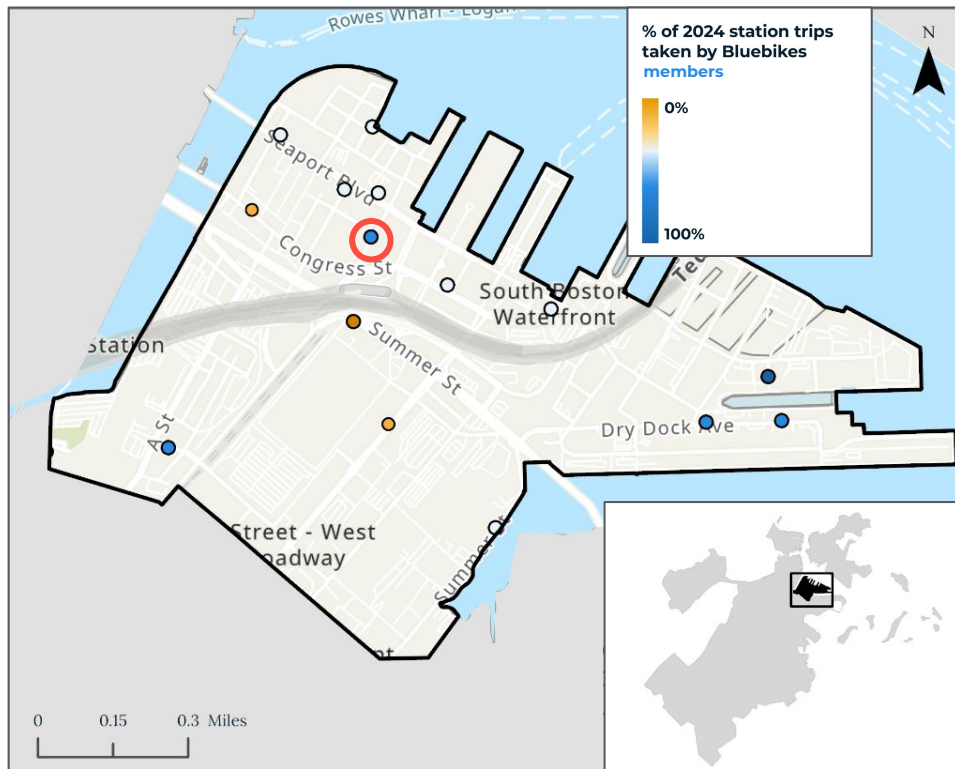 Rowes Wharf - Logan
% of 2024 station trips
taken by Bluebikes
members
0%
100%
N
Seaport Blvd
Congress St
South Boston
Waterfront
Station
Summer St
A St
Dry Dock Ave
Street - West
Summer St
0 0.15 0.3 Miles